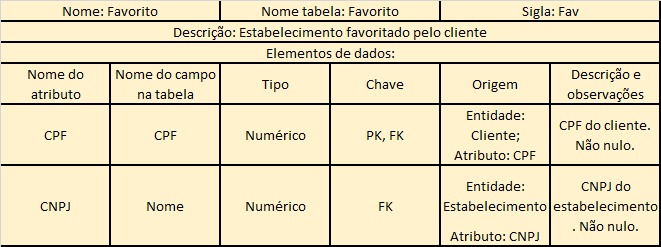 Nome: Favorito Nome tabela: Favorito Sigla: Fav
Descrição: Estabelecimento favoritado pelo cliente
Elementos de dados:
Nome do atributo Nome do campo na tabela Tipo Chave Origem Descrição e observações
CPF CPF Numérico PK, FK Entidade: Cliente; Atributo: CPF CPF do cliente. Não nulo.
CNPJ Nome Numérico FK Entidade: Estabelecimento Atributo: CNPJ CNPJ do estabelecimento . Não nulo.